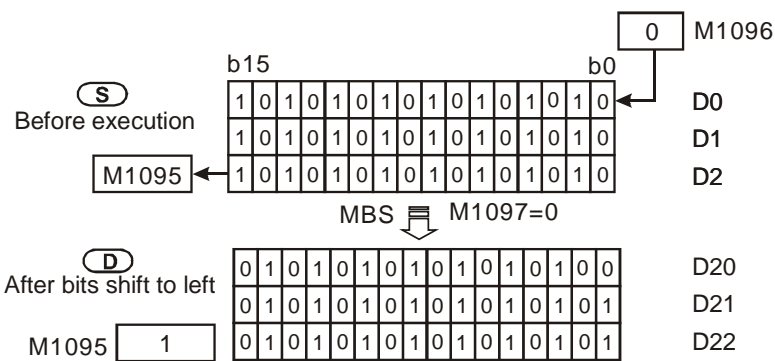 0 M1096
b15 b0
S
Before execution
1 0 1 0 1 0 1 0 1 0 1 0 1 0 1 0 D0
1 0 1 0 1 0 1 0 1 0 1 0 1 0 1 0 D1
M1095 1 0 1 0 1 0 1 0 1 0 1 0 1 0 1 0 D2
MBS M1097=0
D
After bits shift to left
0 1 0 1 0 1 0 1 0 1 0 1 0 1 0 0 D20
0 1 0 1 0 1 0 1 0 1 0 1 0 1 0 1 D21
M1095 1 0 1 0 1 0 1 0 1 0 1 0 1 0 1 0 1 D22